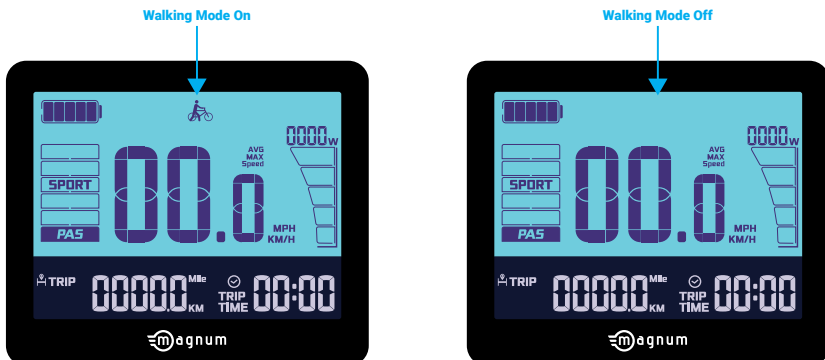 Walking Mode On
0000w
AVG
MAX
Speed
SPORT
00.0
MPH
KM/H
PAS
TRIP
00000
Mile
KM
TRIP
TIME
00:00
magnum
Walking Mode Off
0000w
AVG
MAX
Speed
SPORT
00.0
MPH
KM/H
PAS
TRIP
00000
Mile
KM
TRIP
TIME
00:00
magnum